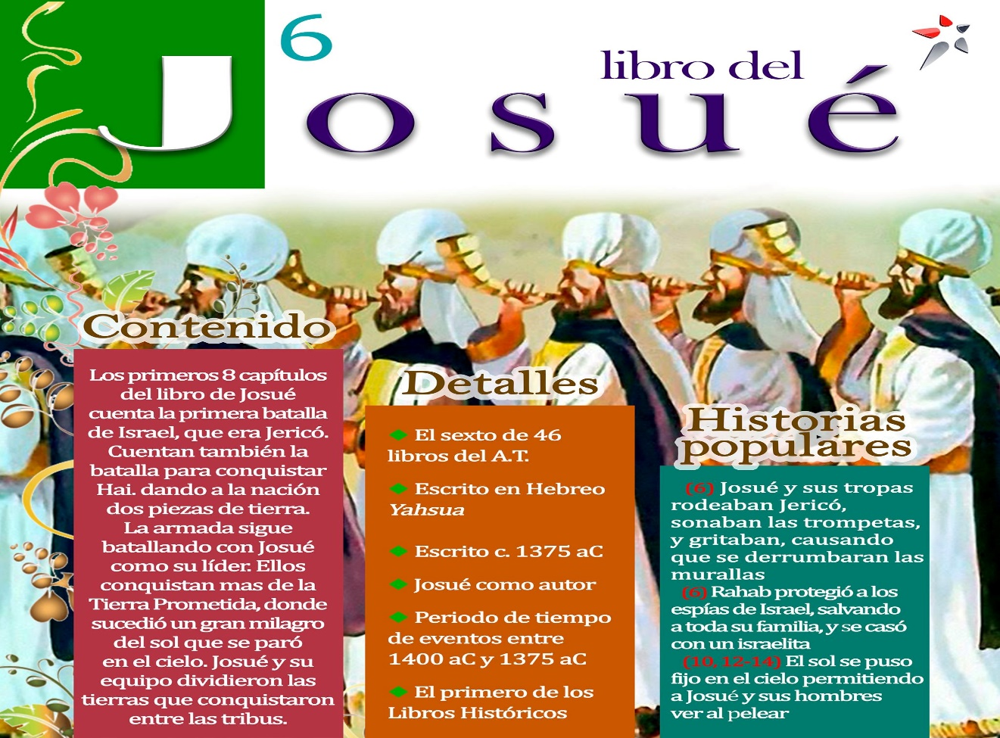 6
libro del
Josué
Contenido
Los primeros 8 capítulos
del libro de Josué
cuenta la primera batalla
de Israel, que era Jericó.
Cuentan también la
batalla para conquistar
Hai. dando a la nación
dos piezas de tierra.
La armada sigue
batallando con Josué
como su líder. Ellos
conquistan mas de la
Tierra Prometida, donde
sucedió un gran milagro
del sol que se paró
en el cielo. Josué y su
equipo dividieron las
tierras que conquistaron
entre las tribus.
Detalles
◆ El sexto de 46
libros del A.T.
◆ Escrito en Hebreo
Yahsua
◆ Escrito c. 1375 aC
◆ Josué como autor
◆ Periodo de tiempo
de eventos entre
1400 aC y 1375 aC
◆ El primero de los
Libros Históricos
Historias
populares
(6) Josué y sus tropas
rodeaban Jericó,
sonaban las trompetas,
y gritaban, causando
que se derrumbaran las
murallas
(6) Rahab protegió a los
espías de Israel, salvando
a toda su familia, y se casó
con un israelita
(10, 12-14) El sol se puso
fijo en el cielo permitiendo
a Josué y sus hombres
ver al pelear